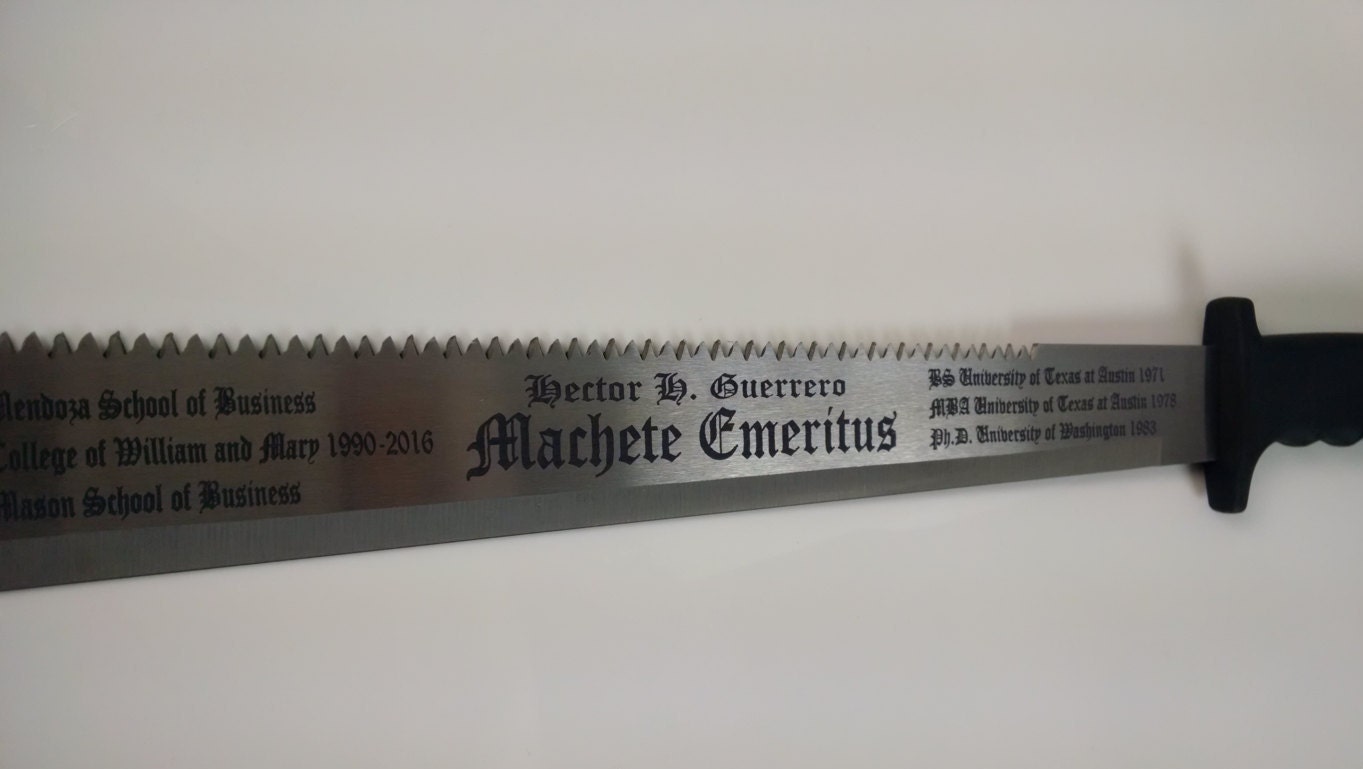 Mendoza School of Business
College of William and Mary 1990-2016
Mason School of Business
Hector H. Guerrero
Machete Emeritus
BS University of Texas at Austin 1971
MBA University of Texas at Austin 1978
Ph.D. University of Washington 1983